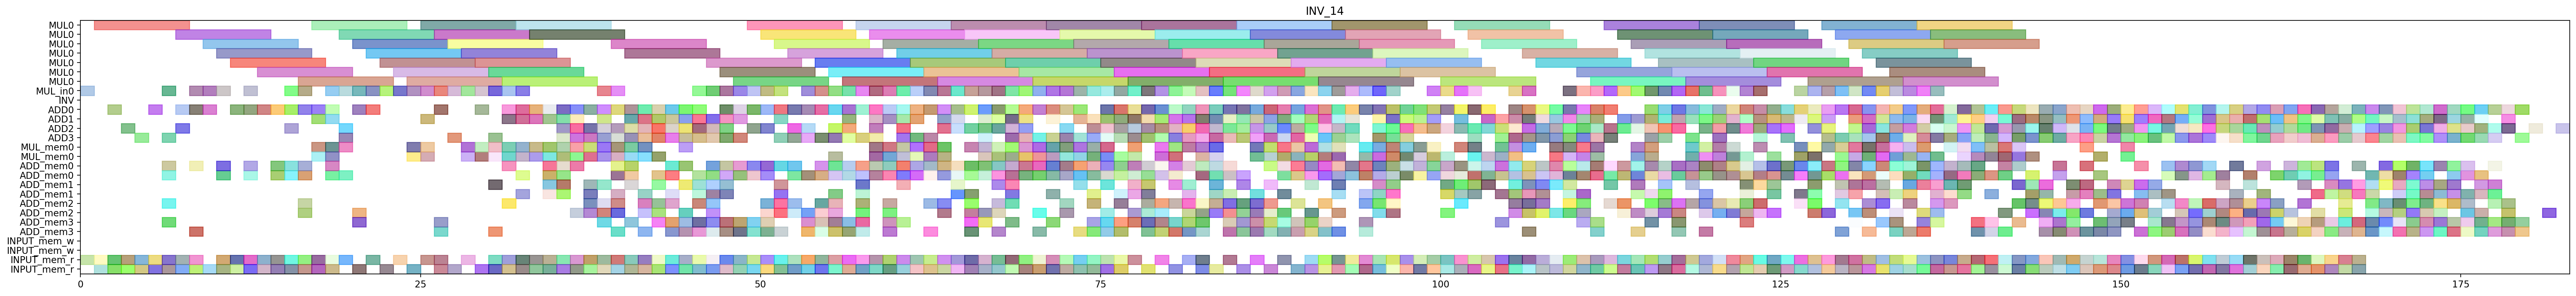 INV_14
MUL0
MUL0
MUL0
MUL0
MUL0
MUL0
MUL0
MUL_in0
INV
ADD0
ADD1
ADD2
ADD3
MUL_mem0
MUL_mem0
ADD_mem0
ADD_mem0
ADD_mem1
ADD_mem1
ADD_mem2
ADD_mem2
ADD_mem3
ADD_mem3
INPUT_mem_w
INPUT_mem_w
INPUT_mem_r
INPUT_mem_r
0 25 50 75 100 125 150 175